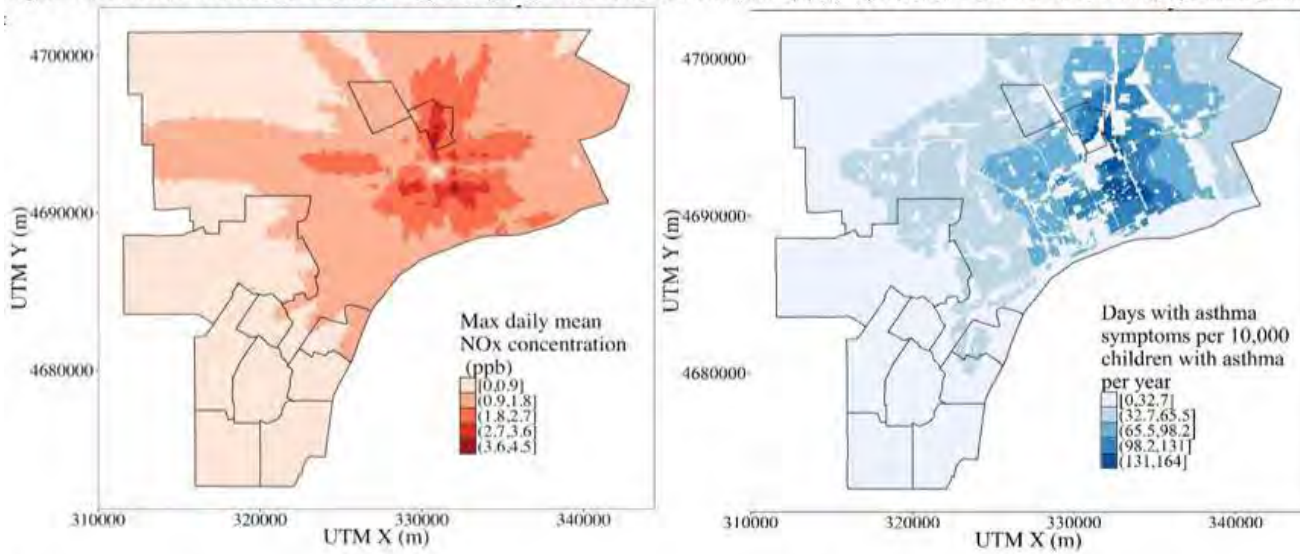 4700000
4690000
4680000
UTM Y (m)
310000
320000
330000
340000
UTM X (m)
Max daily mean
NOx concentration
(ppb)
[0,0.9]
(0.9,1.8]
(1.8,2.7]
(2.7,3.6]
(3.6,4.5]
4700000
4690000
4680000
UTM Y (m)
310000
320000
330000
340000
UTM X (m)
Days with asthma
symptoms per 10,000
children with asthma
per year
[0,32.7]
(32.7,65.5]
(65.5,98.2]
(98.2,131]
(131,164]